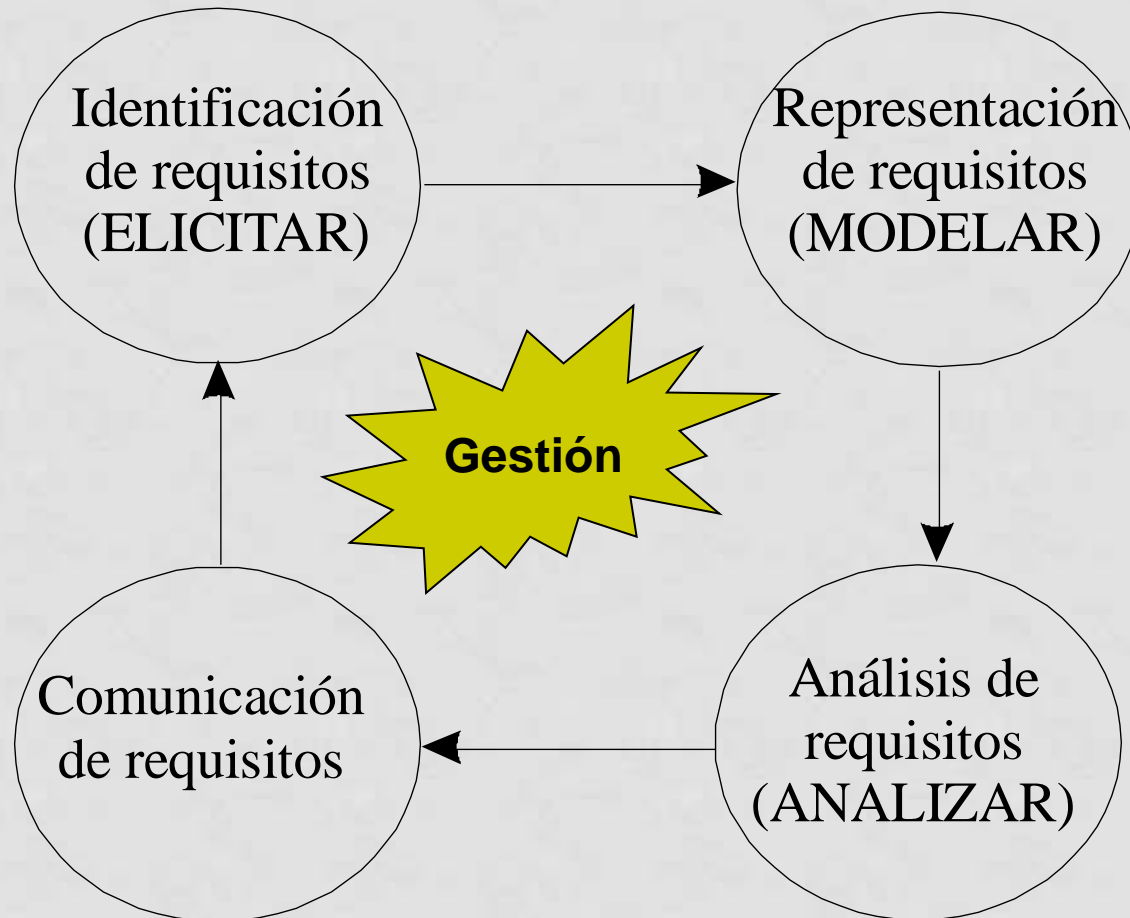 Identificación
de requisitos
(ELICITAR)
Representación
de requisitos
(MODELAR)
Gestión
Comunicación
de requisitos
Análisis de
requisitos
(ANALIZAR)